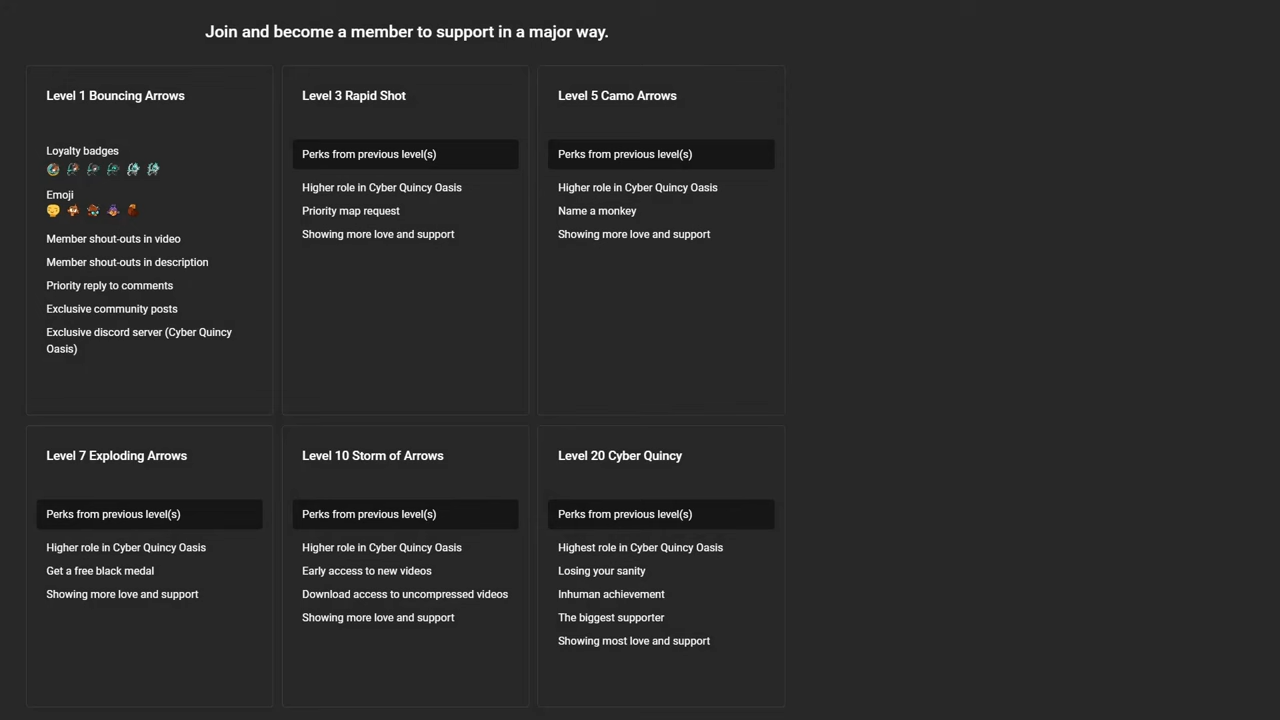 Join and become a member to support in a major way.
Level 1 Bouncing Arrows
Loyalty badges
Emoji
Member shout-outs in video
Member shout-outs in description
Priority reply to comments
Exclusive community posts
Exclusive discord server (Cyber Quincy
Oasis)
Level 3 Rapid Shot
Perks from previous level(s)
Higher role in Cyber Quincy Oasis
Priority map request
Showing more love and support
Level 5 Camo Arrows
Perks from previous level(s)
Higher role in Cyber Quincy Oasis
Name a monkey
Showing more love and support
Level 7 Exploding Arrows
Perks from previous level(s)
Higher role in Cyber Quincy Oasis
Get a free black medal
Showing more love and support
Level 10 Storm of Arrows
Perks from previous level(s)
Higher role in Cyber Quincy Oasis
Early access to new videos
Download access to uncompressed videos
Showing more love and support
Level 20 Cyber Quincy
Perks from previous level(s)
Highest role in Cyber Quincy Oasis
Losing your sanity
Inhuman achievement
The biggest supporter
Showing most love and support